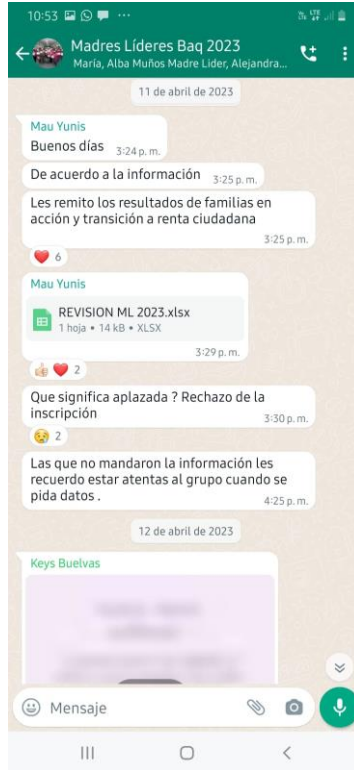 10:53
Madres Líderes Baq 2023
María, Alba Muños Madre Lider, Alejandra...
11 de abril de 2023
Mau Yunis
Buenos días 3:24 p. m.
De acuerdo a la información 3:25 p. m.
Les remito los resultados de familias en
acción y transición a renta ciudadana
3:25 p. m.
6
Mau Yunis
REVISION ML 2023.xlsx
1 hoja • 14 kB • XLSX
3:29 p. m.
2
Que significa aplazada ? Rechazo de la
inscripción
3:30 p. m.
2
Las que no mandaron la información les
recuerdo estar atentas al grupo cuando se
pida datos .
4:25 p. m.
12 de abril de 2023
Keys Buelvas
Mensaje